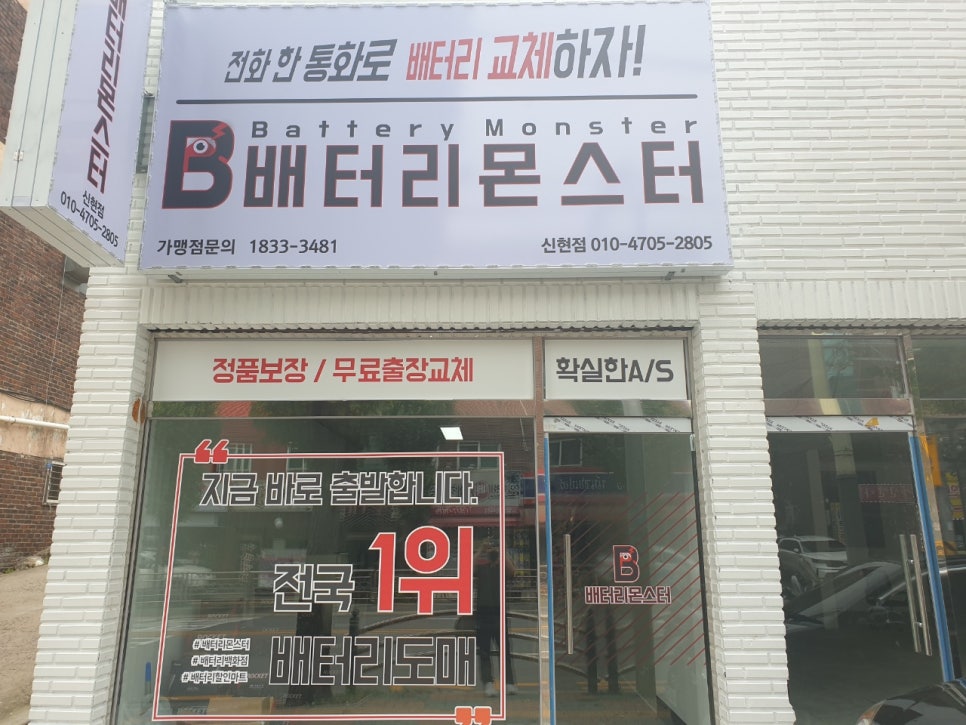 전화 한 통화로 배터리 교체하자!
Battery Monster
B배터리몬스터
가맹점문의 1833-3481
신현점 010-4705-2805
몬스터
신현점
010-4705-2805
정품보장 / 무료출장교체
확실한A/S
지금 바로 출발합니다.
전국 1위
배터리도매
#배터리몬스터
#배터리백화점
#배터리할인마트
B
배터리몬스터
ROCKET